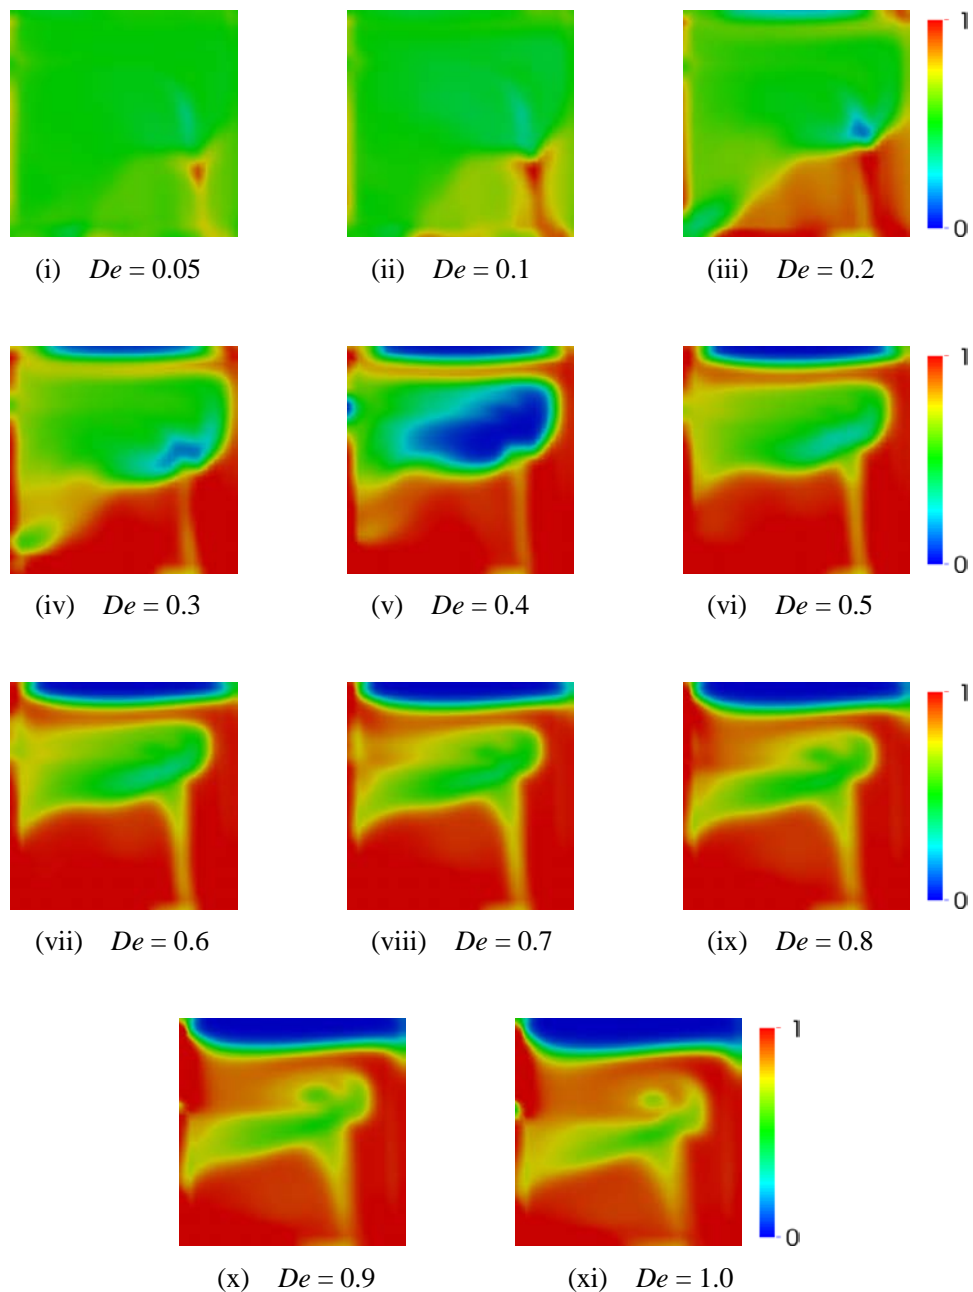 1
0
(i) De = 0.05
(ii) De = 0.1
(iii) De = 0.2
1
0
(iv) De = 0.3
(v) De = 0.4
(vi) De = 0.5
1
0
(vii) De = 0.6
(viii) De = 0.7
(ix) De = 0.8
1
0
(x) De = 0.9
(xi) De = 1.0